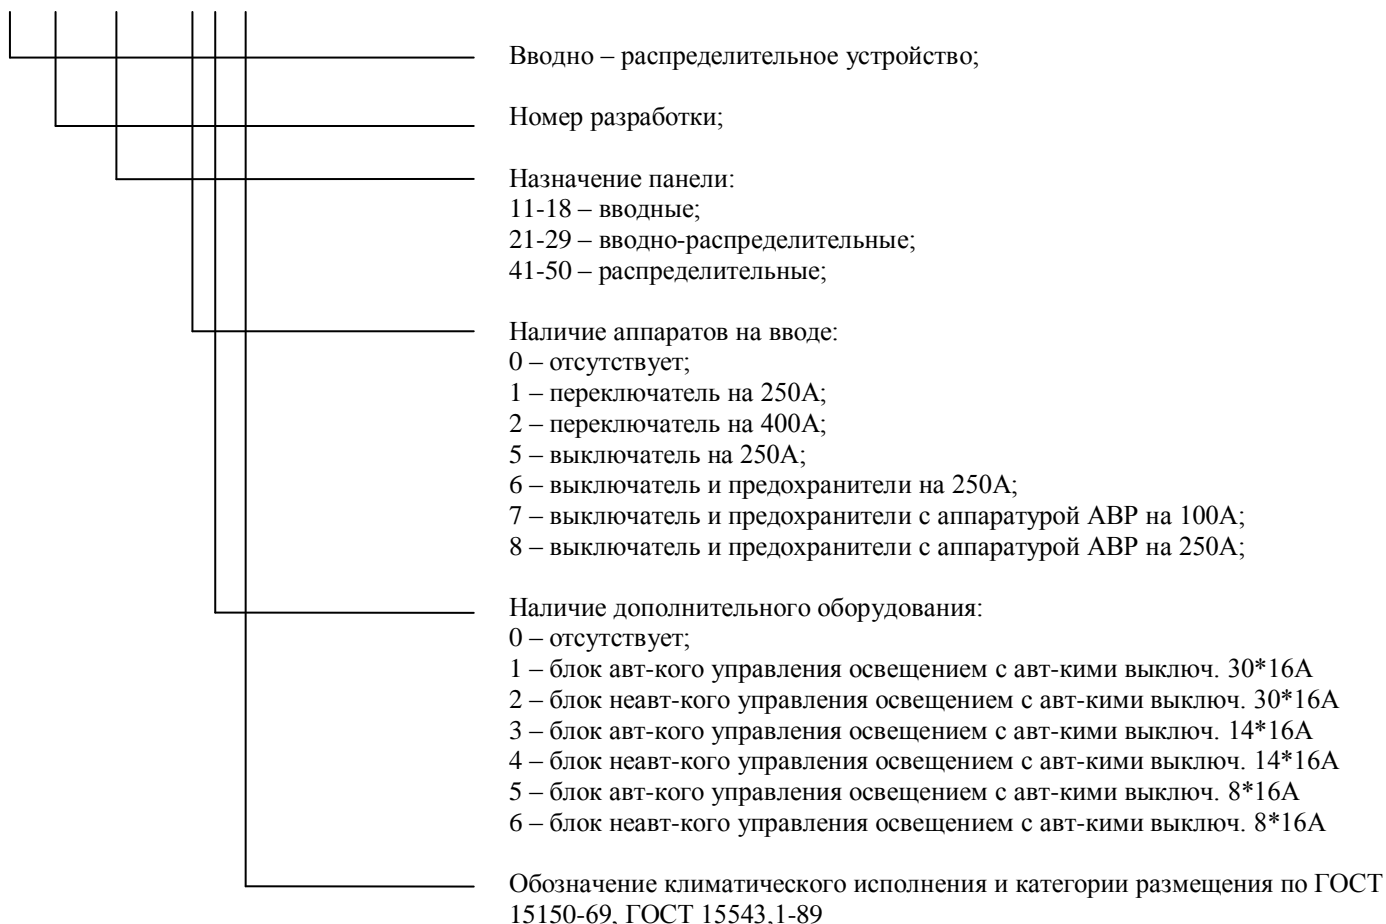 Вводно – распределительное устройство;
Номер разработки;
Назначение панели:
11-18 – вводные;
21-29 – вводно-распределительные;
41-50 – распределительные;
Наличие аппаратов на вводе:
0 – отсутствует;
1 – переключатель на 250А;
2 – переключатель на 400А;
5 – выключатель на 250А;
6 – выключатель и предохранители на 250А;
7 – выключатель и предохранители с аппаратурой АВР на 100А;
8 – выключатель и предохранители с аппаратурой АВР на 250А;
Наличие дополнительного оборудования:
0 – отсутствует;
1 – блок авт-кого управления освещением с авт-кими выключ. 30*16А
2 – блок неавт-кого управления освещением с авт-кими выключ. 30*16А
3 – блок авт-кого управления освещением с авт-кими выключ. 14*16А
4 – блок неавт-кого управления освещением с авт-кими выключ. 14*16А
5 – блок авт-кого управления освещением с авт-кими выключ. 8*16А
6 – блок неавт-кого управления освещением с авт-кими выключ. 8*16А
Обозначение климатического исполнения и категории размещения по ГОСТ
15150-69, ГОСТ 15543,1-89